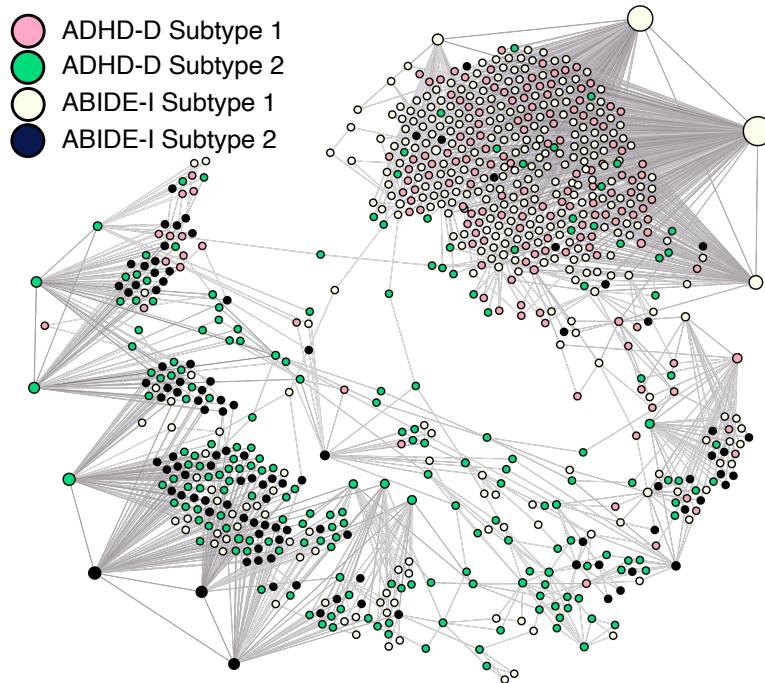 ADHD-D Subtype 1
ADHD-D Subtype 2
ABIDE-I Subtype 1
ABIDE-I Subtype 2